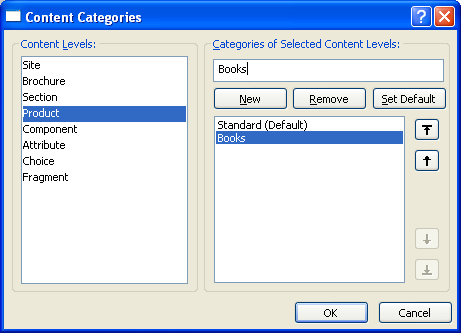 Content Categories
Content Levels:
Site
Brochure
Section
Product
Component
Attribute
Choice
Fragment
Categories of Selected Content Levels:
Books
New Remove Set Default
Standard (Default)
Books
OK Cancel